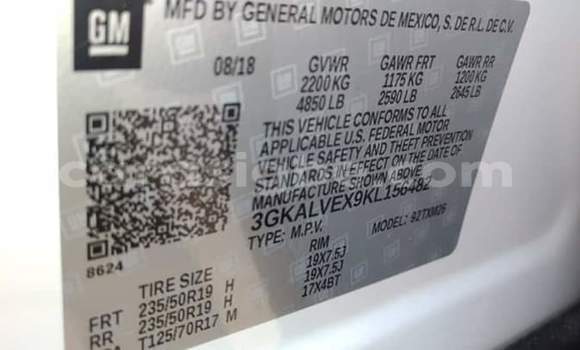 GM
MFD BY GENERAL MOTORS DE MEXICO, S. DE R.L. DE C.V.
08/18 GVWR GAWR FRT GAWR RR
2200 KG 1175 KG 1200 KG
4850 LB 2590 LB 2645 LB
THIS VEHICLE CONFORMS TO ALL
APPLICABLE U.S. FEDERAL MOTOR
VEHICLE SAFETY AND THEFT PREVENTION
STANDARDS IN EFFECT ON THE DATE OF
MANUFACTURE SHOWN ABOVE
3GKALVEX9KL156482
TYPE: M.P.V. MODEL: 92TXM26
8624
TIRE SIZE RIM
FRT 235/50R19 H 19X7.5J
RR 235/50R19 H 19X7.5J
T125/70R17 M 17X4BT